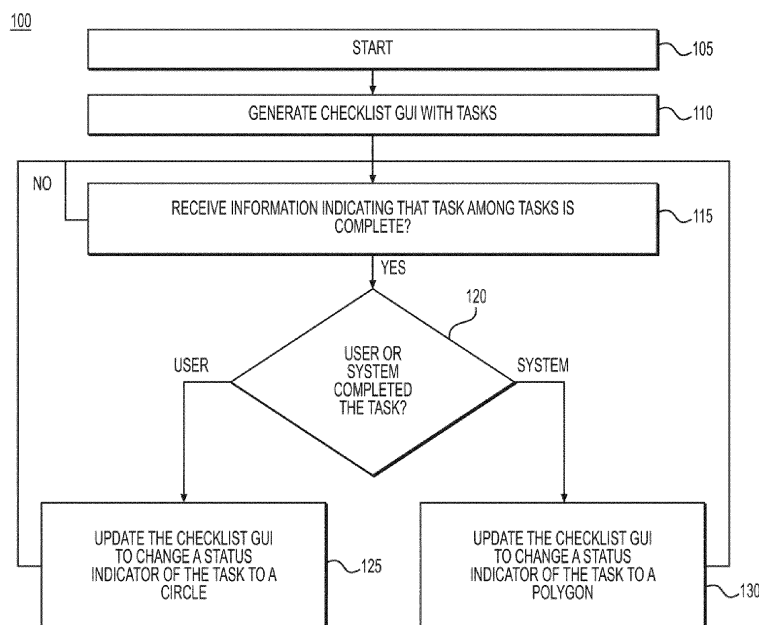 100
START
105
GENERATE CHECKLIST GUI WITH TASKS
110
NO
RECEIVE INFORMATION INDICATING THAT TASK AMONG TASKS IS
COMPLETE?
115
YES
120
USER
USER OR
SYSTEM
COMPLETED
THE TASK?
SYSTEM
UPDATE THE CHECKLIST GUI
TO CHANGE A STATUS
INDICATOR OF THE TASK TO A
CIRCLE
125
UPDATE THE CHECKLIST GUI
TO CHANGE A STATUS
INDICATOR OF THE TASK TO A
POLYGON
130